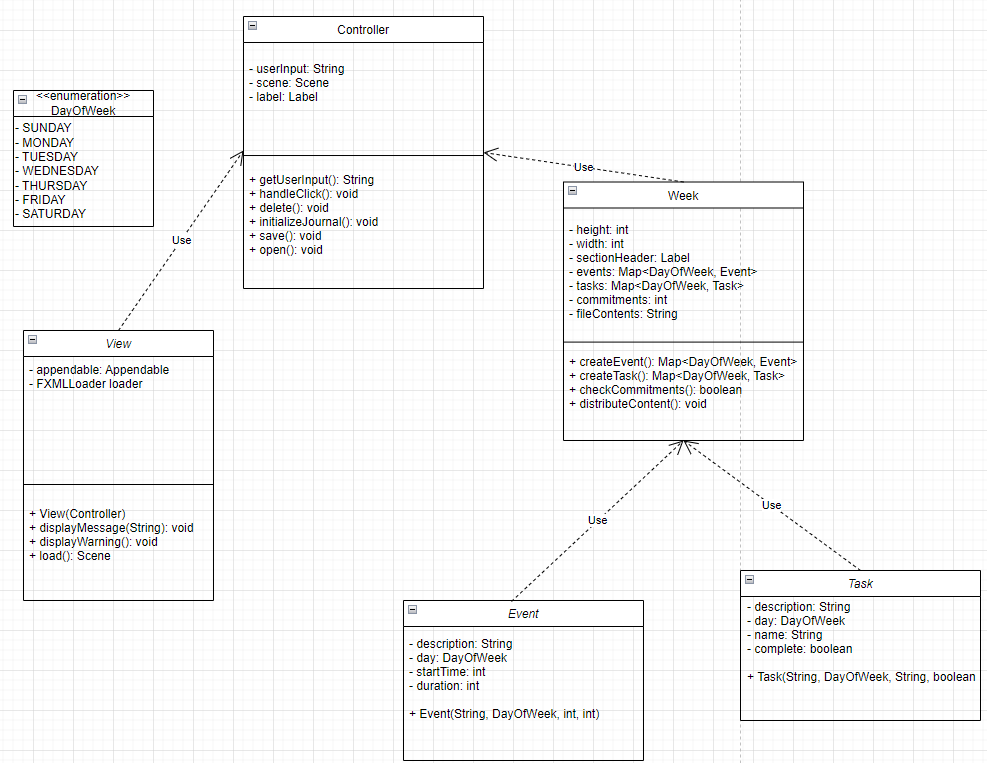 Controller
- userInput: String
- scene: Scene
- label: Label
+ getUserInput(): String
+ handleClick(): void
+ delete(): void
+ initializeJournal(): void
+ save(): void
+ open(): void
<<enumeration>>
DayOfWeek
- SUNDAY
- MONDAY
- TUESDAY
- WEDNESDAY
- THURSDAY
- FRIDAY
- SATURDAY
Use
Use
Week
- height: int
- width: int
- sectionHeader: Label
- events: Map<DayOfWeek, Event>
- tasks: Map<DayOfWeek, Task>
- commitments: int
- fileContents: String
+ createEvent(): Map<DayOfWeek, Event>
+ createTask(): Map<DayOfWeek, Task>
+ checkCommitments(): boolean
+ distributeContent(): void
View
- appendable: Appendable
- FXMLLoader loader
+ View(Controller)
+ displayMessage(String): void
+ displayWarning(): void
+ load(): Scene
Use
Use
Event
- description: String
- day: DayOfWeek
- startTime: int
- duration: int
+ Event(String, DayOfWeek, int, int)
Task
- description: String
- day: DayOfWeek
- name: String
- complete: boolean
+ Task(String, DayOfWeek, String, boolean